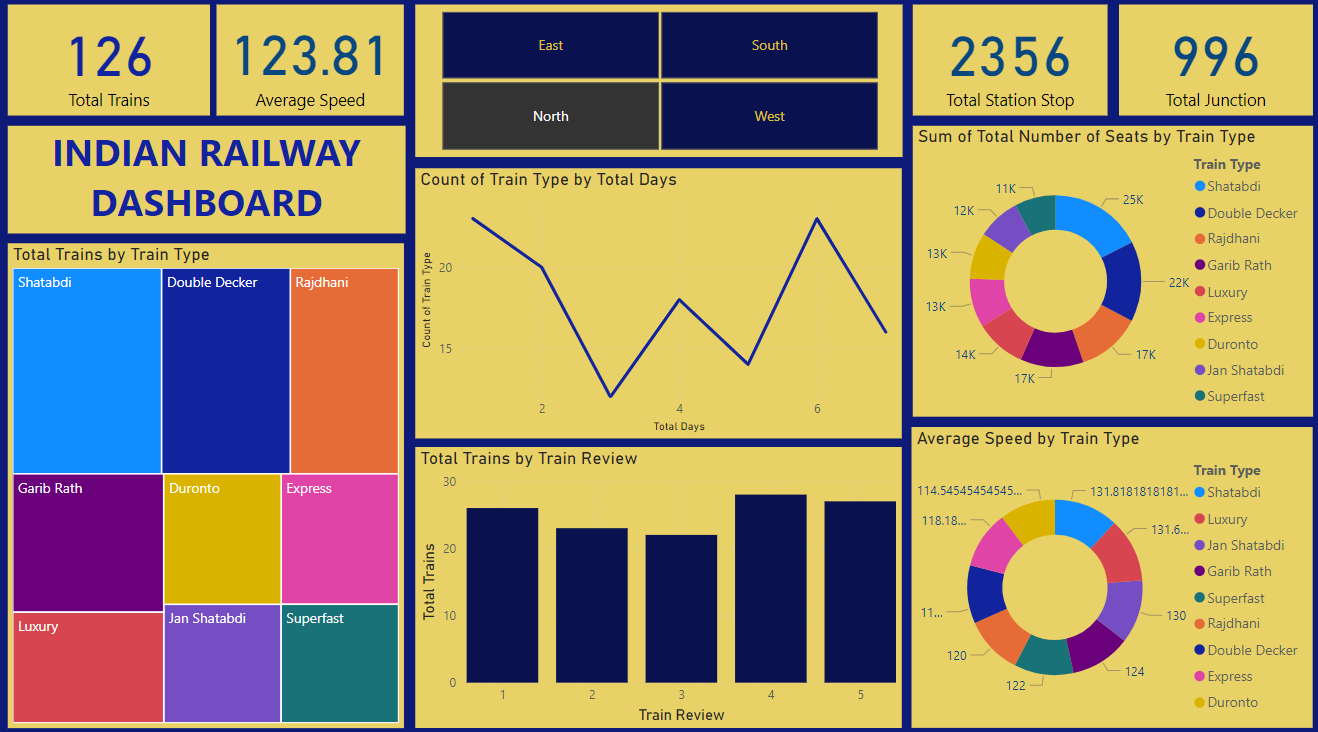 126
Total Trains
123.81
Average Speed
East
South
North
West
2356
Total Station Stop
996
Total Junction
INDIAN RAILWAY
DASHBOARD
Total Trains by Train Type
Shatabdi
Double Decker
Rajdhani
Garib Rath
Duronto
Express
Luxury
Jan Shatabdi
Superfast
Count of Train Type by Total Days
Count of Train Type
20
15
2
4
6
Total Days
Total Trains by Train Review
Total Trains
30
20
10
0
1
2
3
4
5
Train Review
Sum of Total Number of Seats by Train Type
11K
25K
12K
13K
22K
13K
14K
17K
17K
Train Type
Shatabdi
Double Decker
Rajdhani
Garib Rath
Luxury
Express
Duronto
Jan Shatabdi
Superfast
Average Speed by Train Type
114.54545454545...
131.8181818181...
118.18...
131.6...
11...
130
120
124
122
Train Type
Shatabdi
Luxury
Jan Shatabdi
Garib Rath
Superfast
Rajdhani
Double Decker
Express
Duronto